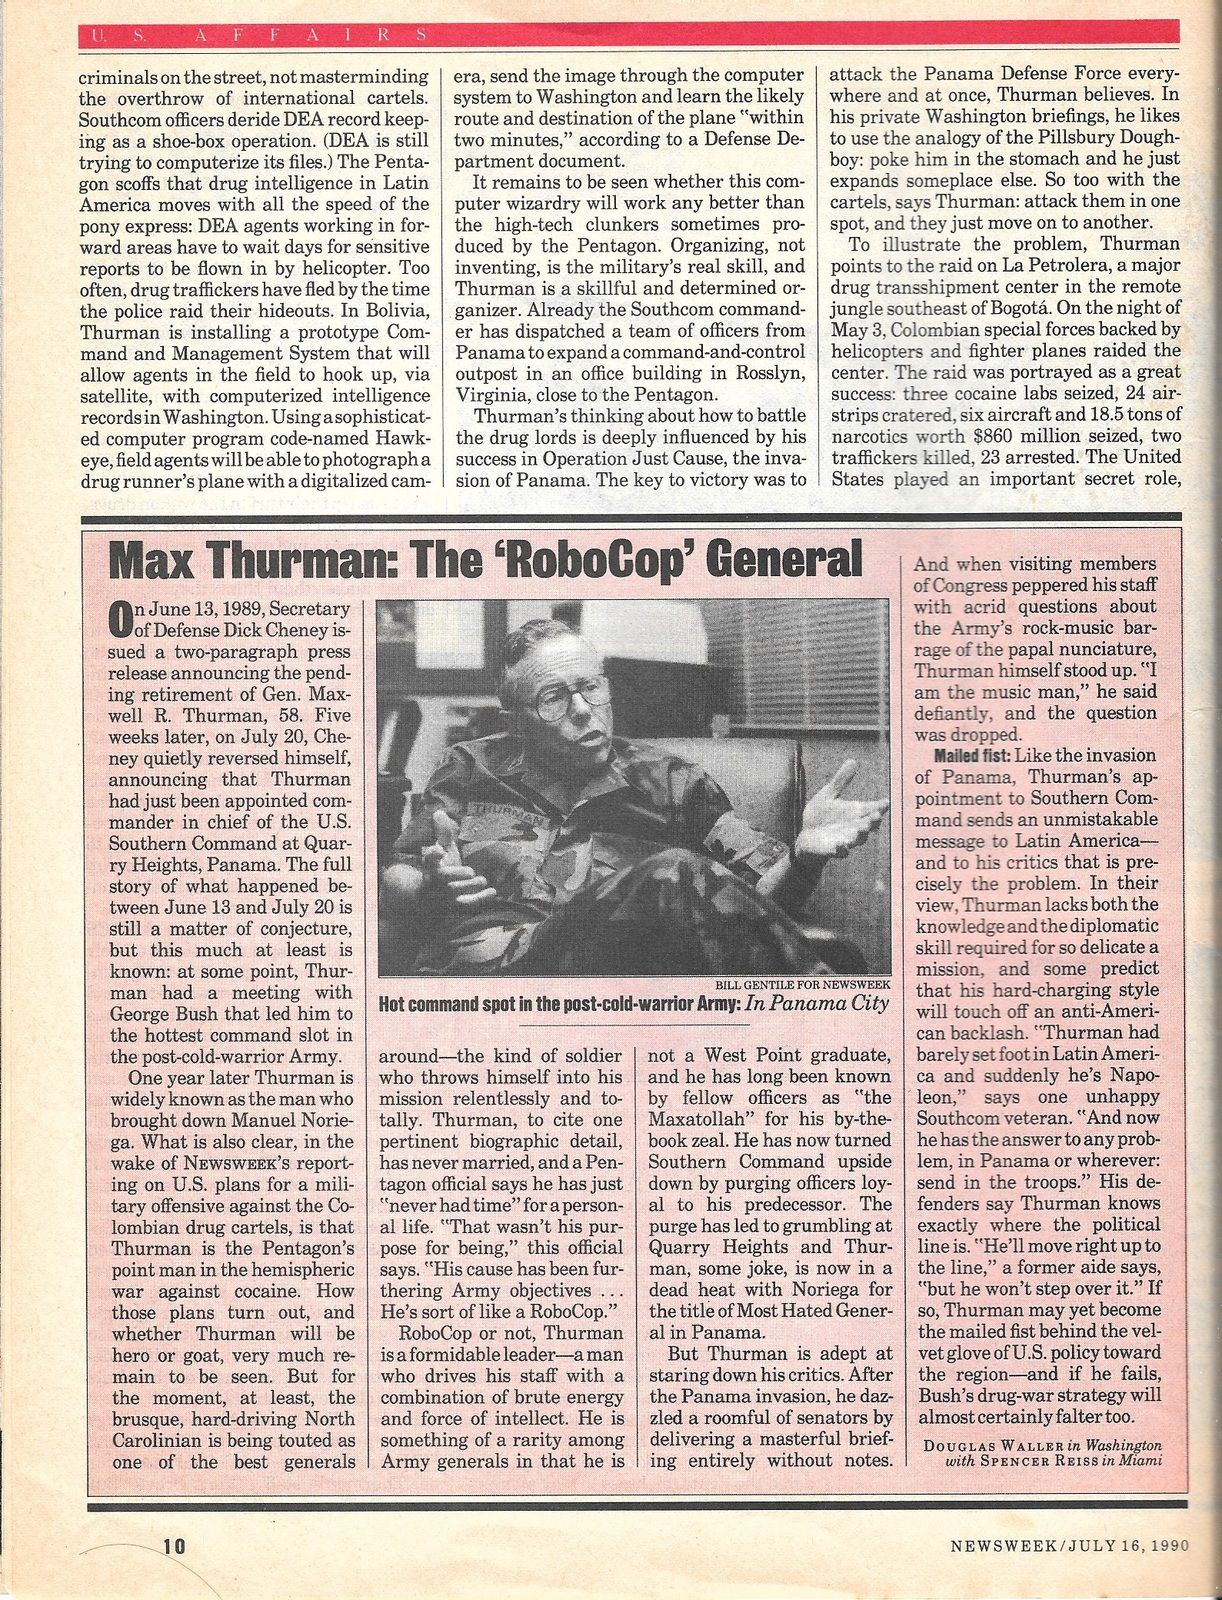 U. S. AFFAIRS
criminals on the street, not masterminding
the overthrow of international cartels.
Southcom officers deride DEA record keep-
ing as a shoe-box operation. (DEA is still
trying to computerize its files.) The Penta-
gon scoffs that drug intelligence in Latin
America moves with all the speed of the
pony express: DEA agents working in for-
ward areas have to wait days for sensitive
reports to be flown in by helicopter. Too
often, drug traffickers have fled by the time
the police raid their hideouts. In Bolivia,
Thurman is installing a prototype Com-
mand and Management System that will
allow agents in the field to hook up, via
satellite, with computerized intelligence
records in Washington. Using a sophisticat-
ed computer program code-named Hawk-
eye, field agents will be able to photograph a
drug runner's plane with a digitalized cam-
era, send the image through the computer
system to Washington and learn the likely
route and destination of the plane "within
two minutes," according to a Defense De-
partment document.
It remains to be seen whether this com-
puter wizardry will work any better than
the high-tech clunkers sometimes pro-
duced by the Pentagon. Organizing, not
inventing, is the military's real skill, and
Thurman is a skillful and determined or-
ganizer. Already the Southcom command-
er has dispatched a team of officers from
Panama to expand a command-and-control
outpost in an office building in Rosslyn,
Virginia, close to the Pentagon.
Thurman's thinking about how to battle
the drug lords is deeply influenced by his
success in Operation Just Cause, the inva-
sion of Panama. The key to victory was to
attack the Panama Defense Force every-
where and at once, Thurman believes. In
his private Washington briefings, he likes
to use the analogy of the Pillsbury Dough-
boy: poke him in the stomach and he just
expands someplace else. So too with the
cartels, says Thurman: attack them in one
spot, and they just move on to another.
To illustrate the problem, Thurman
points to the raid on La Petrolera, a major
drug transshipment center in the remote
jungle southeast of Bogotá. On the night of
May 3, Colombian special forces backed by
helicopters and fighter planes raided the
center. The raid was portrayed as a great
success: three cocaine labs seized, 24 air-
strips cratered, six aircraft and 18.5 tons of
narcotics worth $860 million seized, two
traffickers killed, 23 arrested. The United
States played an important secret role,
Max Thurman: The 'RoboCop' General
On June 13, 1989, Secretary
of Defense Dick Cheney is-
sued a two-paragraph press
release announcing the pend-
ing retirement of Gen. Max-
well R. Thurman, 58. Five
weeks later, on July 20, Che-
ney quietly reversed himself,
announcing that Thurman
had just been appointed com-
mander in chief of the U.S.
Southern Command at Quar-
ry Heights, Panama. The full
story of what happened be-
tween June 13 and July 20 is
still a matter of conjecture,
but this much at least is
known: at some point, Thur-
man had a meeting with
George Bush that led him to
the hottest command slot in
the post-cold-warrior Army.
One year later Thurman is
widely known as the man who
brought down Manuel Norie-
ga. What is also clear, in the
wake of NEWSWEEK's report-
ing on U.S. plans for a mili-
tary offensive against the Co-
lombian drug cartels, is that
Thurman is the Pentagon's
point man in the hemispheric
war against cocaine. How
those plans turn out, and
whether Thurman will be
hero or goat, very much re-
main to be seen. But for
the moment, at least, the
brusque, hard-driving North
Carolinian is being touted as
one of the best generals
THURMAN
BILL GENTILE FOR NEWSWEEK
Hot command spot in the post-cold-warrior Army: In Panama City
around—the kind of soldier
who throws himself into his
mission relentlessly and to-
tally. Thurman, to cite one
pertinent biographic detail,
has never married, and a Pen-
tagon official says he has just
"never had time" for a person-
al life. "That wasn't his pur-
pose for being," this official
says. "His cause has been fur-
thering Army objectives . . .
He's sort of like a RoboCop."
RoboCop or not, Thurman
is a formidable leader—a man
who drives his staff with a
combination of brute energy
and force of intellect. He is
something of a rarity among
Army generals in that he is
not a West Point graduate,
and he has long been known
by fellow officers as "the
Maxatollah" for his by-the-
book zeal. He has now turned
Southern Command upside
down by purging officers loy-
al to his predecessor. The
purge has led to grumbling at
Quarry Heights and Thur-
man, some joke, is now in a
dead heat with Noriega for
the title of Most Hated Gener-
al in Panama.
But Thurman is adept at
staring down his critics. After
the Panama invasion, he daz-
zled a roomful of senators by
delivering a masterful brief-
ing entirely without notes.
And when visiting members
of Congress peppered his staff
with acrid questions about
the Army's rock-music bar-
rage of the papal nunciature,
Thurman himself stood up. "I
am the music man," he said
defiantly, and the question
was dropped.
Mailed fist: Like the invasion
of Panama, Thurman's ap-
pointment to Southern Com-
mand sends an unmistakable
message to Latin America—
and to his critics that is pre-
cisely the problem. In their
view, Thurman lacks both the
knowledge and the diplomatic
skill required for so delicate a
mission, and some predict
that his hard-charging style
will touch off an anti-Ameri-
can backlash. "Thurman had
barely set foot in Latin Ameri-
ca and suddenly he's Napo-
leon," says one unhappy
Southcom veteran. "And now
he has the answer to any prob-
lem, in Panama or wherever:
send in the troops." His de-
fenders say Thurman knows
exactly where the political
line is. "He'll move right up to
the line," a former aide says,
"but he won't step over it." If
so, Thurman may yet become
the mailed fist behind the vel-
vet glove of U.S. policy toward
the region—and if he fails,
Bush's drug-war strategy will
almost certainly falter too.
DOUGLAS WALLER in Washington
with SPENCER REISS in Miami
10
NEWSWEEK/JULY 16, 1990